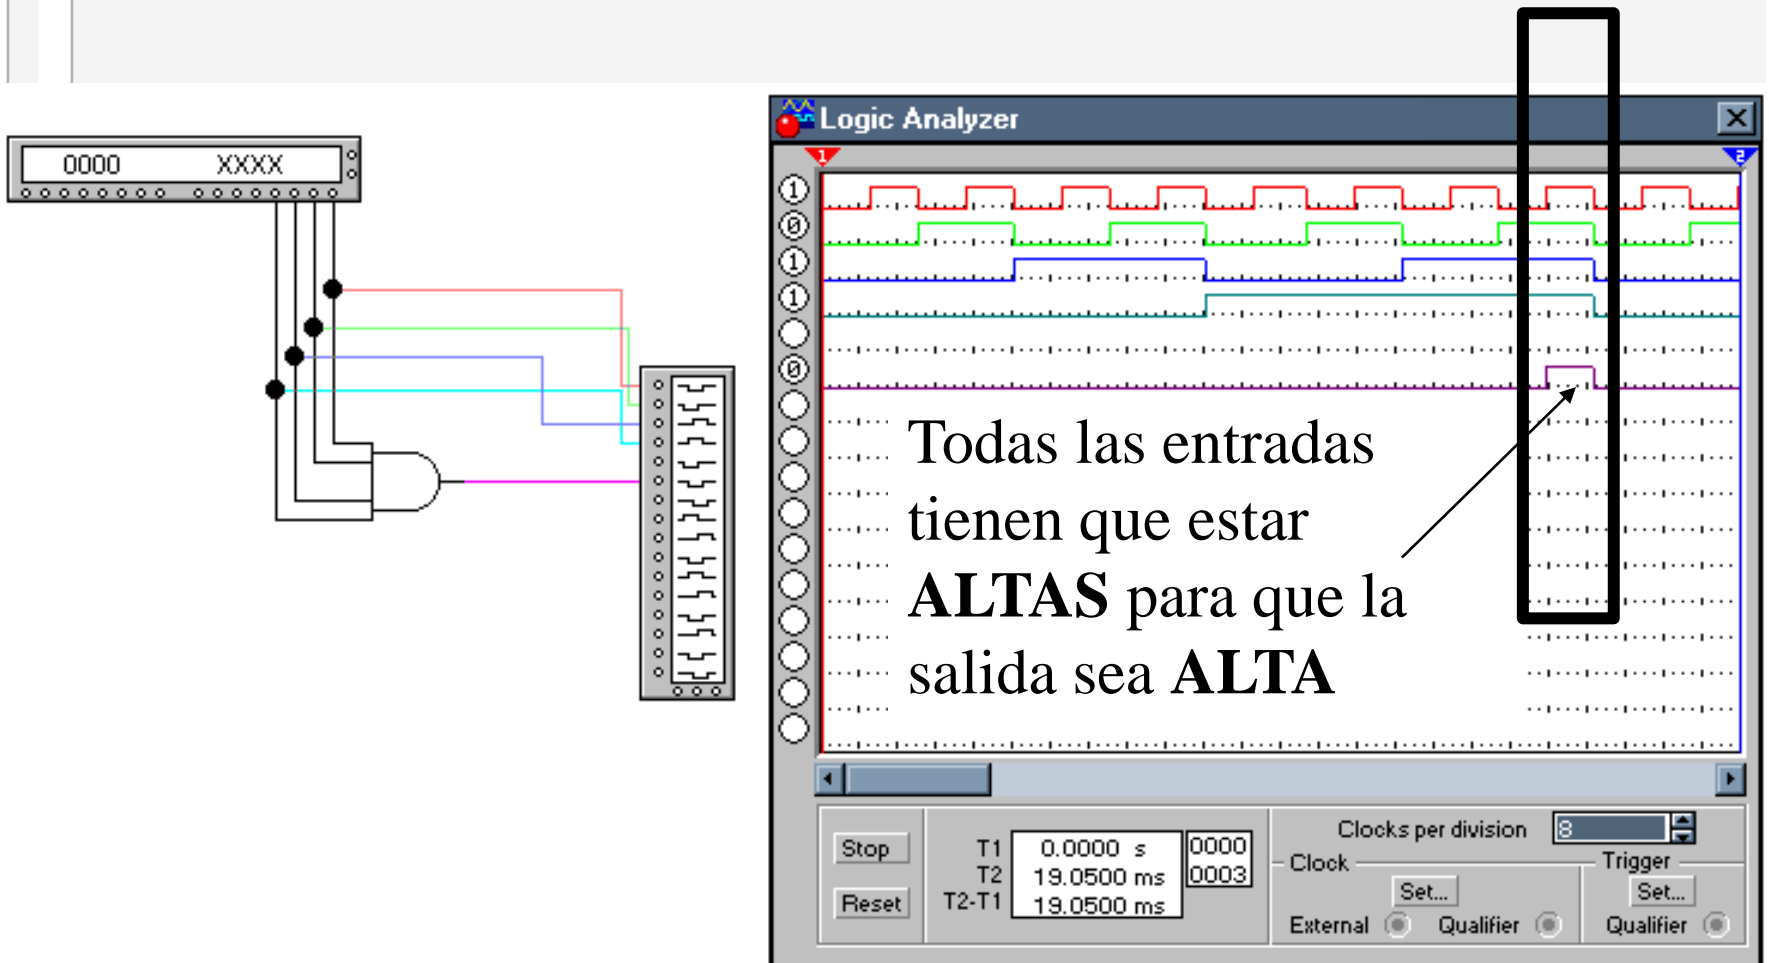 0000 XXXX
Logic Analyzer
1
2
1
0
1
1
0
Todas las entradas
tienen que estar
ALTAS para que la
salida sea ALTA
Clocks per division 8
Stop
Reset
T1 0.0000 s 0000
T2 19.0500 ms 0003
T2-T1 19.0500 ms
Clock
Set...
External Qualifier
Trigger
Set...
Qualifier